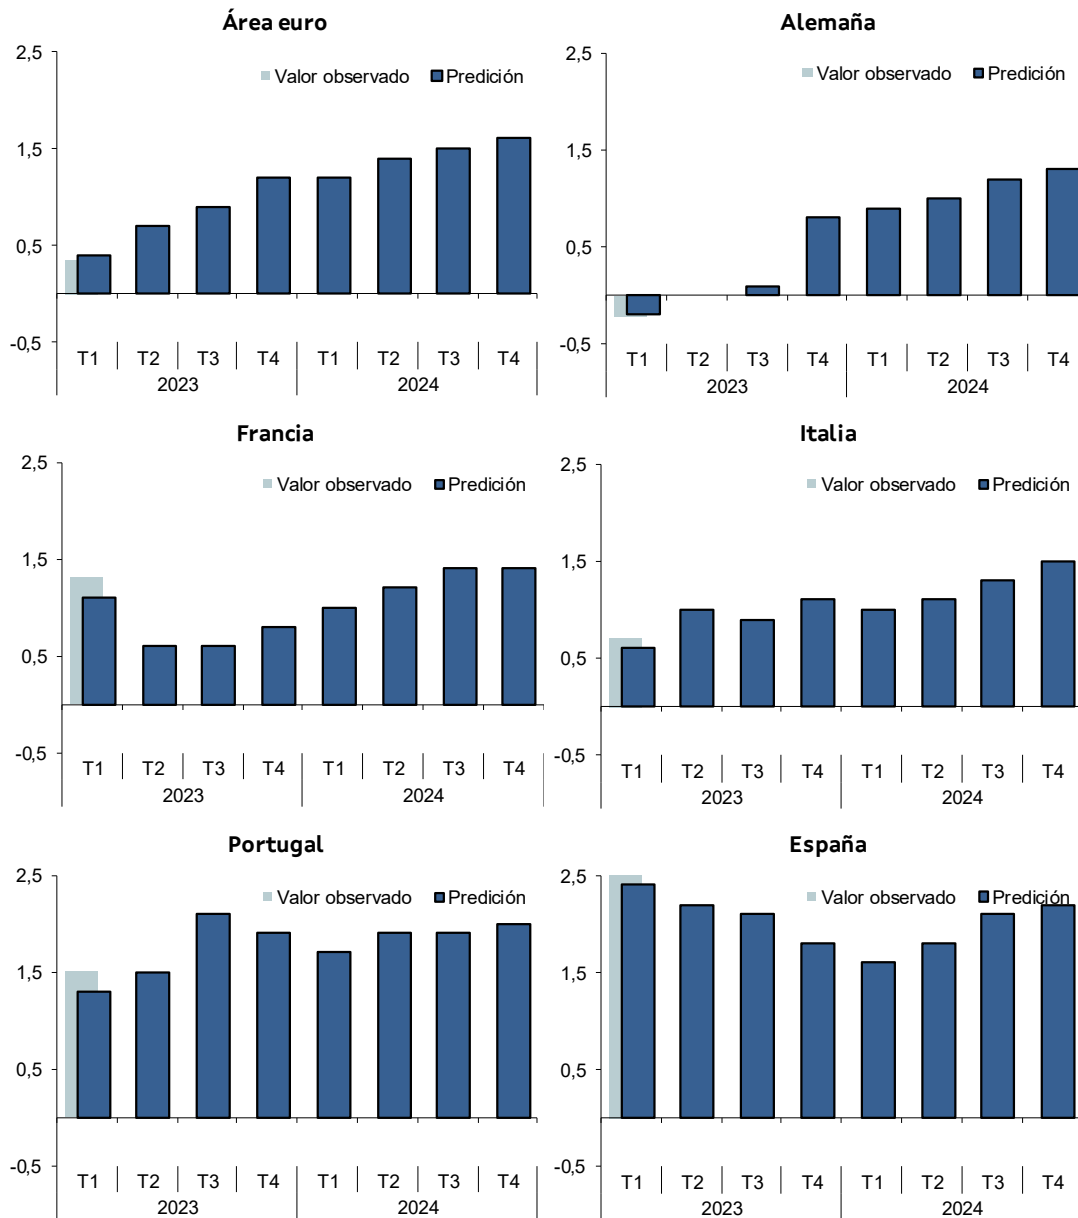 Área euro
2,5
Valor observado Predición
1,5
0,5
-0,5
T1 T2 T3 T4 T1 T2 T3 T4
2023 2024
Alemaña
2,5
Valor observado Predición
1,5
0,5
-0,5
T1 T2 T3 T4 T1 T2 T3 T4
2023 2024
Francia
2,5
Valor observado Predición
1,5
0,5
-0,5
T1 T2 T3 T4 T1 T2 T3 T4
2023 2024
Italia
2,5
Valor observado Predición
1,5
0,5
-0,5
T1 T2 T3 T4 T1 T2 T3 T4
2023 2024
Portugal
2,5
Valor observado Predición
1,5
0,5
-0,5
T1 T2 T3 T4 T1 T2 T3 T4
2023 2024
España
2,5
Valor observado Predición
1,5
0,5
-0,5
T1 T2 T3 T4 T1 T2 T3 T4
2023 2024